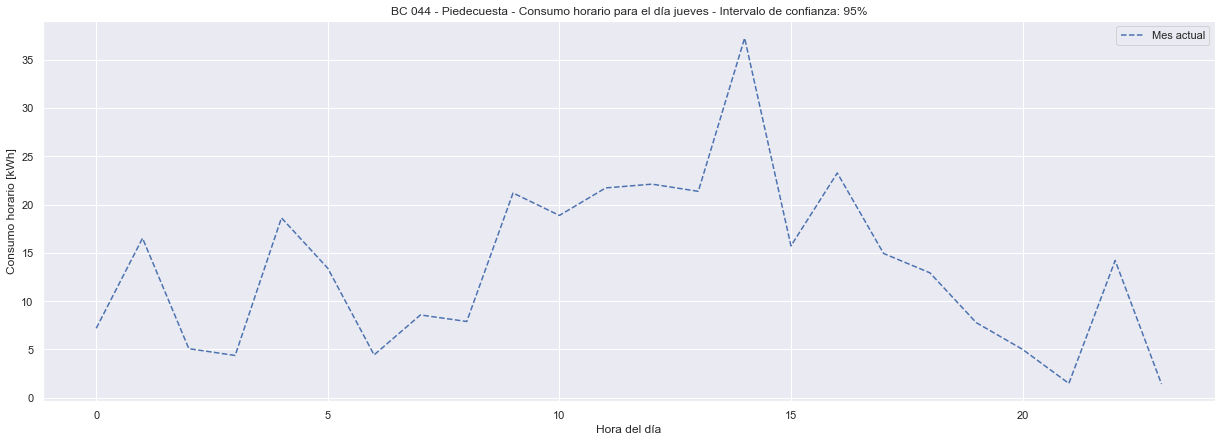 BC 044 - Piedecuesta - Consumo horario para el día jueves - Intervalo de confianza: 95%
Mes actual
Consumo horario [kWh]
35
30
25
20
15
10
5
0
0 5 10 15 20
Hora del día